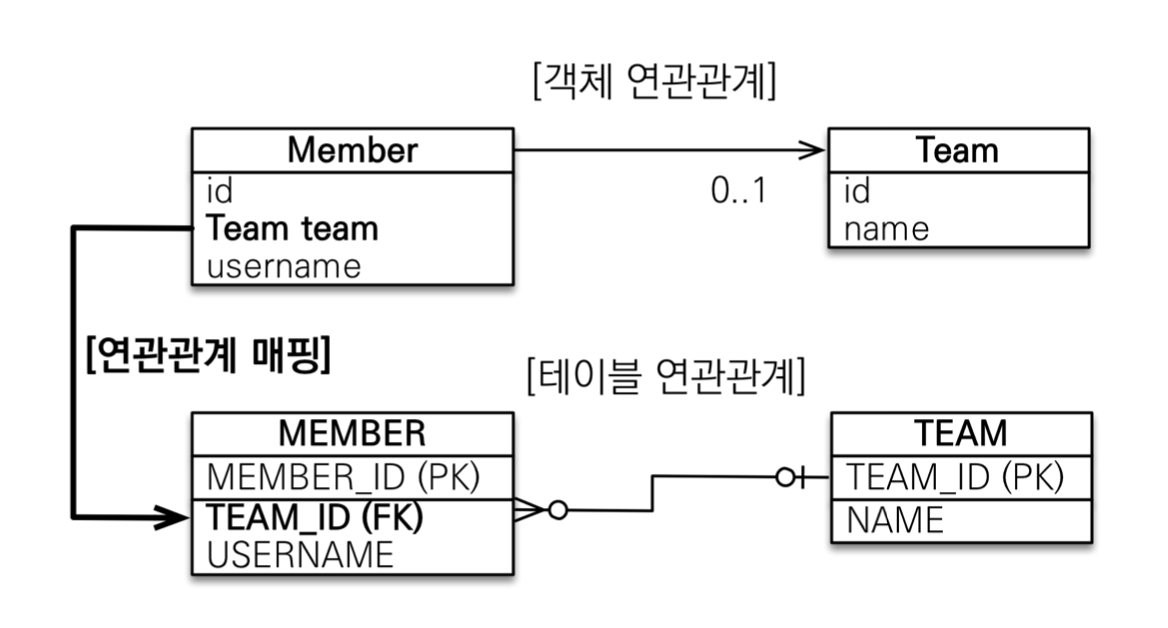 [객체 연관관계]
Member
id
Team team
username
0..1
Team
id
name
[연관관계 매핑]
[테이블 연관관계]
MEMBER
MEMBER_ID (PK)
TEAM_ID (FK)
USERNAME
TEAM
TEAM_ID (PK)
NAME